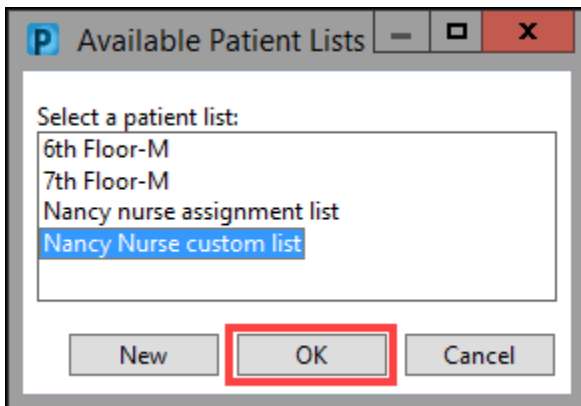 P Available Patient Lists
Select a patient list:
6th Floor-M
7th Floor-M
Nancy nurse assignment list
Nancy Nurse custom list
New OK Cancel